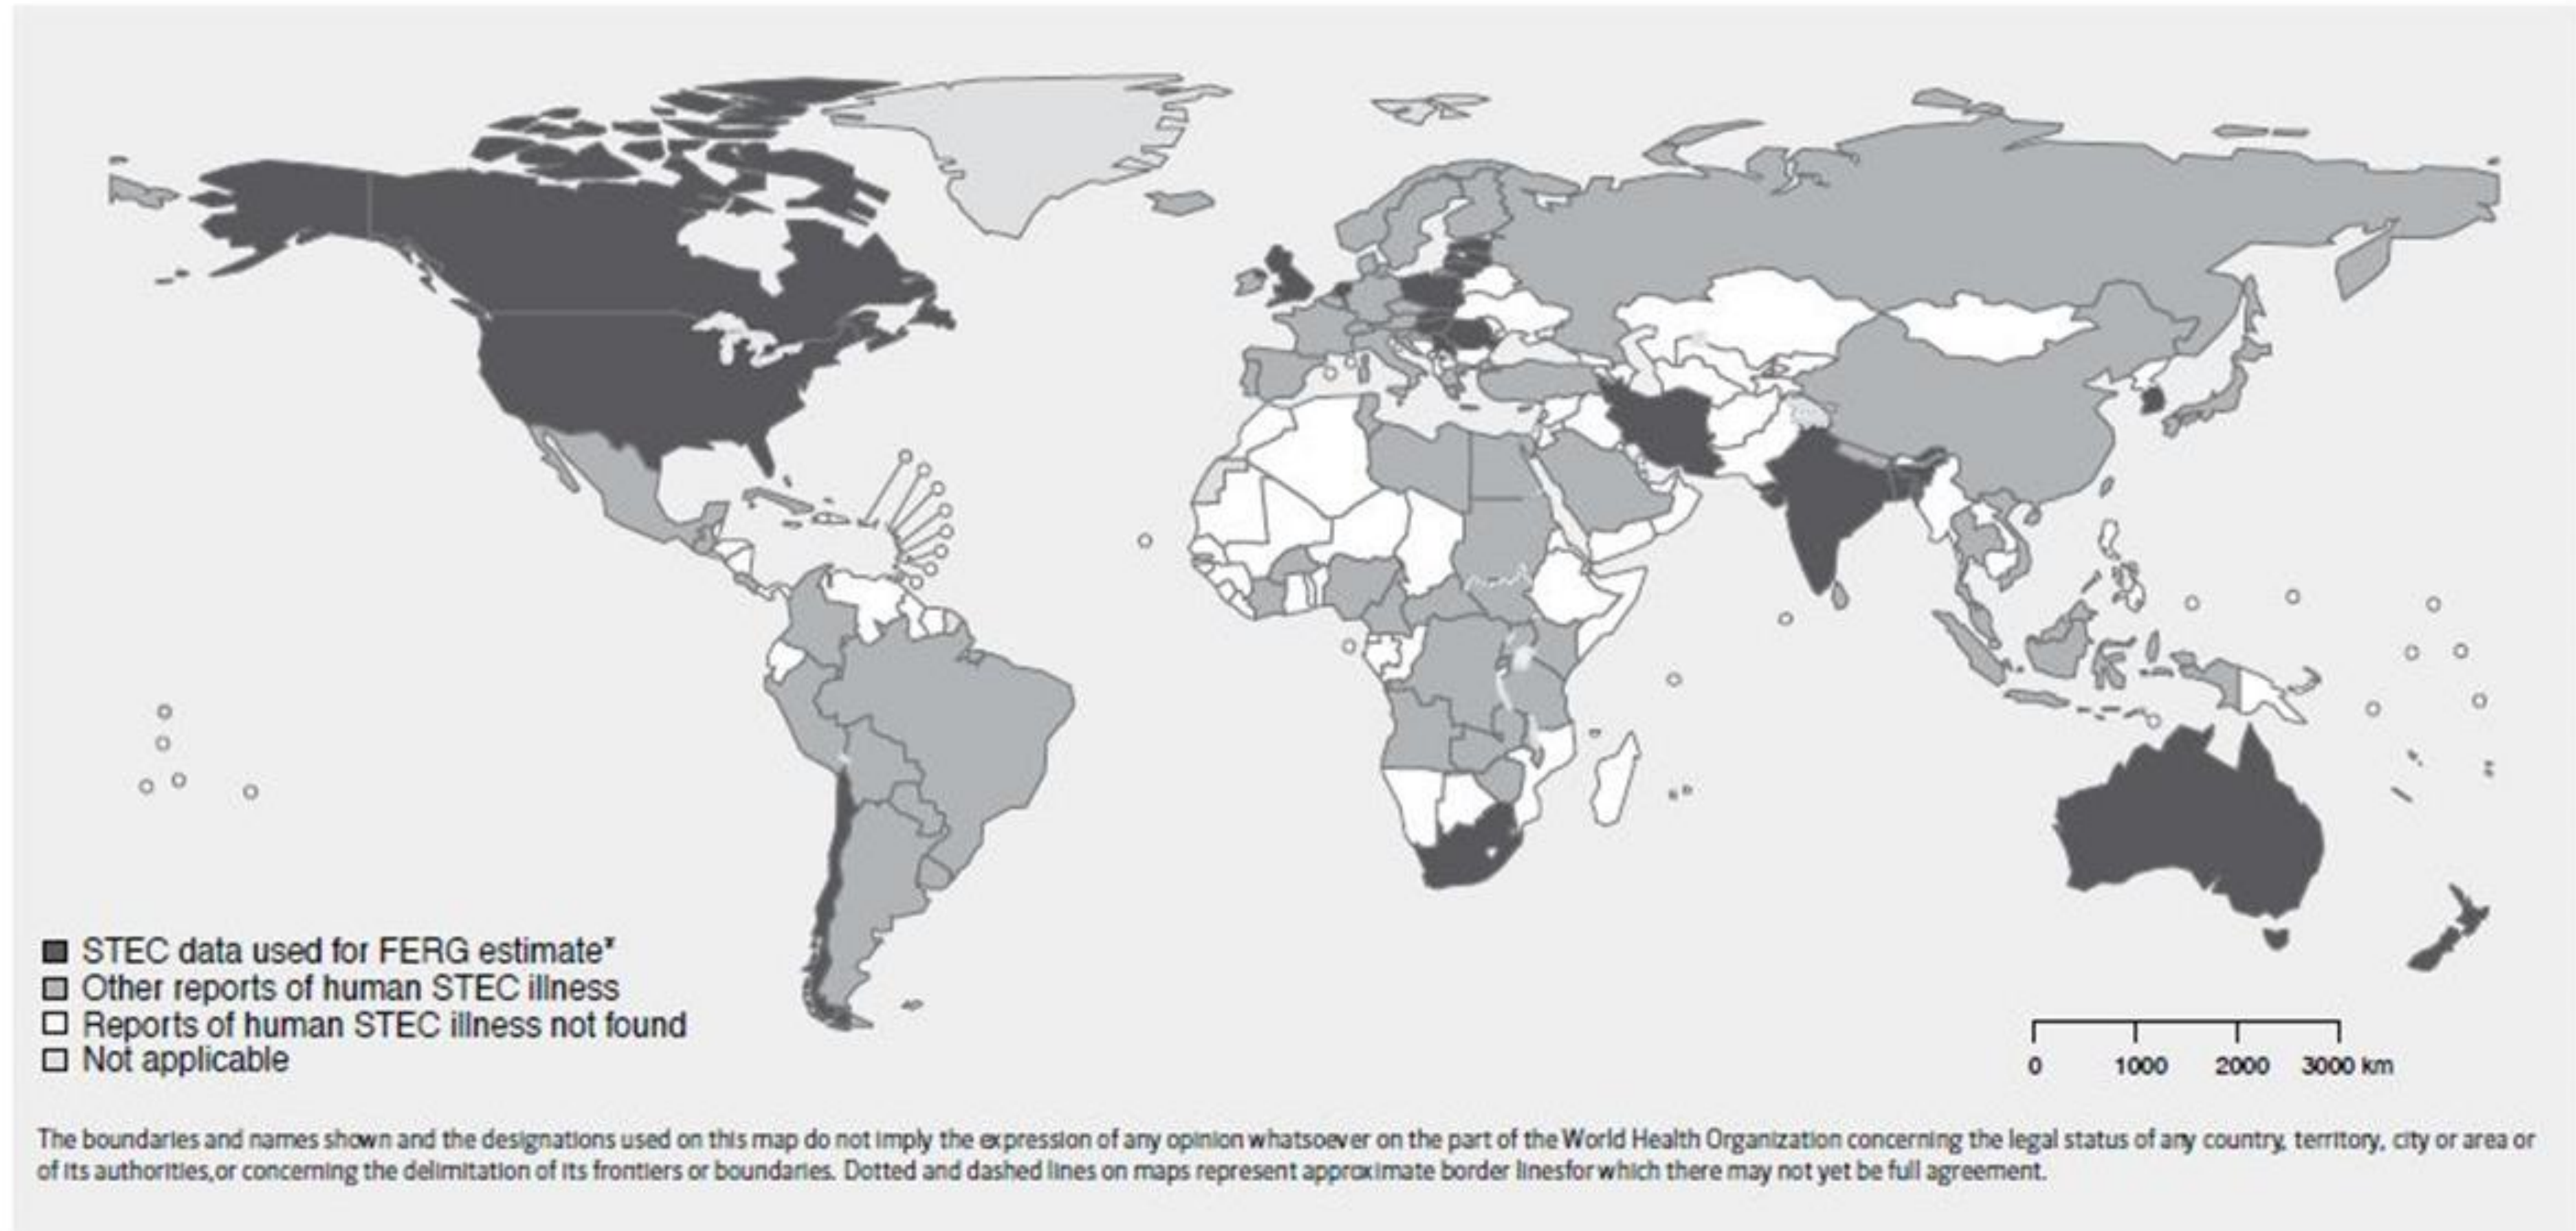 STEC data used for FERG estimate*
Other reports of human STEC illness
Reports of human STEC illness not found
Not applicable
0 1000 2000 3000 km
The boundaries and names shown and the designations used on this map do not imply the expression of any opinion whatsoever on the part of the World Health Organization concerning the legal status of any country, territory, city or area or
of its authorities,or concerning the delimitation of its frontiers or boundaries. Dotted and dashed lines on maps represent approximate border linesfor which there may not yet be full agreement.